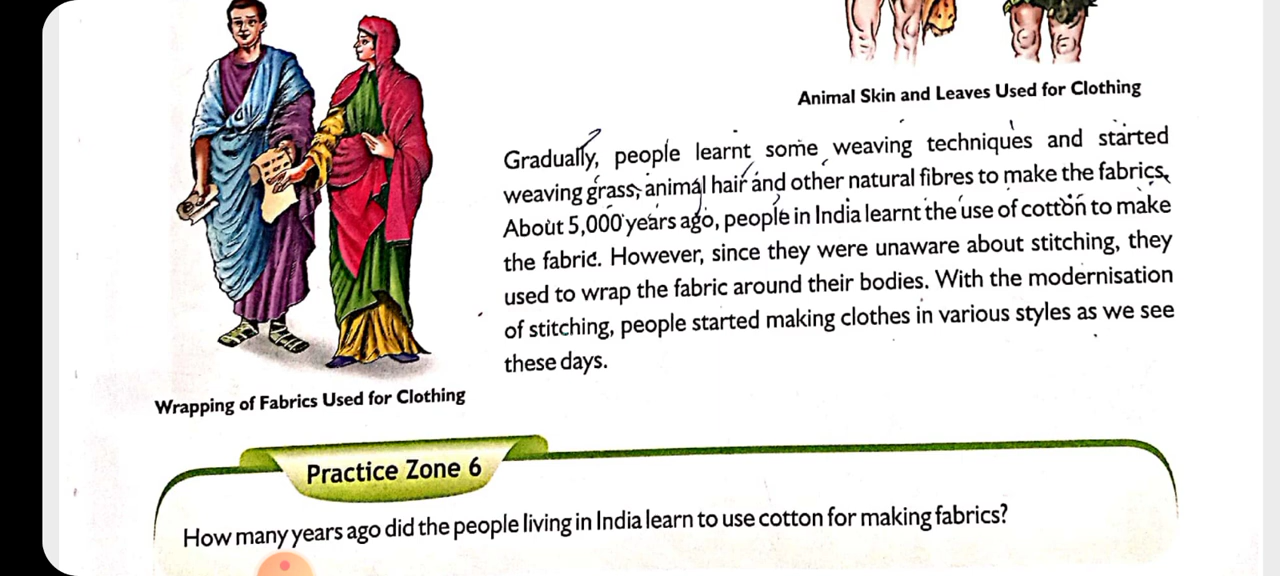 Animal Skin and Leaves Used for Clothing
Gradually, people learnt some weaving techniques and started
weaving grass, animal hair and other natural fibres to make the fabrics.
About 5,000 years ago, people in India learnt the use of cotton to make
the fabric. However, since they were unaware about stitching, they
used to wrap the fabric around their bodies. With the modernisation
of stitching, people started making clothes in various styles as we see
these days.
Wrapping of Fabrics Used for Clothing
Practice Zone 6
How many years ago did the people living in India learn to use cotton for making fabrics?